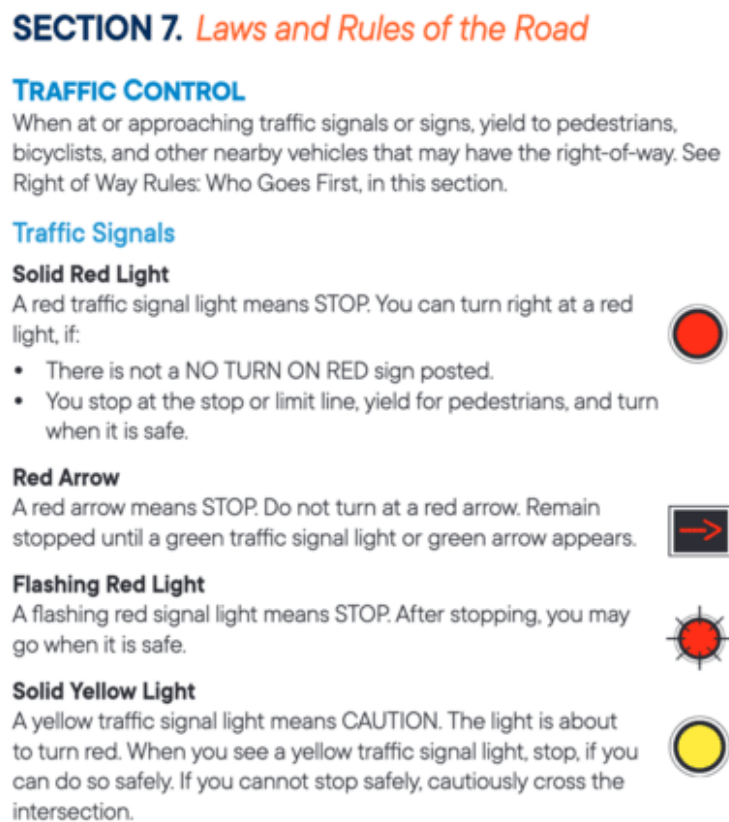 SECTION 7. Laws and Rules of the Road
TRAFFIC CONTROL
When at or approaching traffic signals or signs, yield to pedestrians,
bicyclists, and other nearby vehicles that may have the right-of-way. See
Right of Way Rules: Who Goes First, in this section.
Traffic Signals
Solid Red Light
A red traffic signal light means STOP. You can turn right at a red
light, if:
• There is not a NO TURN ON RED sign posted.
• You stop at the stop or limit line, yield for pedestrians, and turn
when it is safe.
Red Arrow
A red arrow means STOP. Do not turn at a red arrow. Remain
stopped until a green traffic signal light or green arrow appears.
Flashing Red Light
A flashing red signal light means STOP. After stopping, you may
go when it is safe.
Solid Yellow Light
A yellow traffic signal light means CAUTION. The light is about
to turn red. When you see a yellow traffic signal light, stop, if you
can do so safely. If you cannot stop safely, cautiously cross the
intersection.